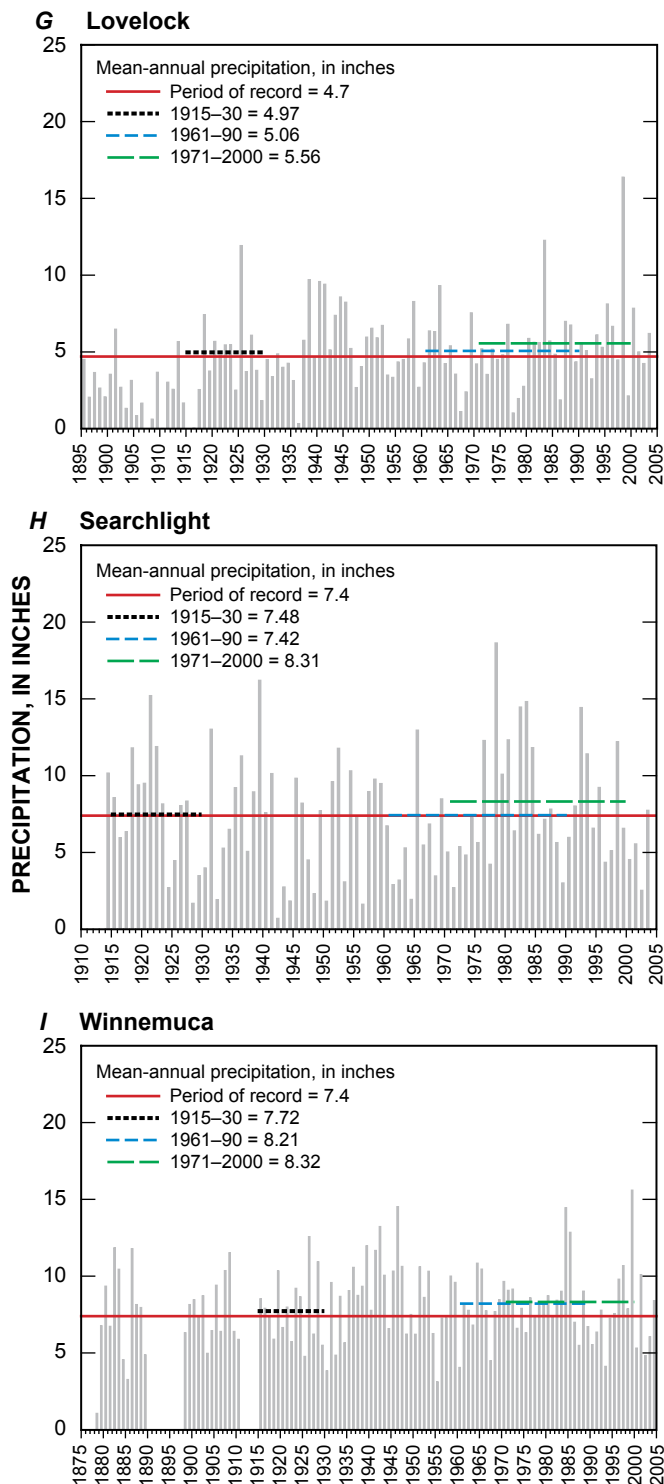 G Lovelock
25
Mean-annual precipitation, in inches
Period of record = 4.7
1915–30 = 4.97
1961–90 = 5.06
1971–2000 = 5.56
20
15
10
5
0
1895 1900 1905 1910 1915 1920 1925 1930 1935 1940 1945 1950 1955 1960 1965 1970 1975 1980 1985 1990 1995 2000 2005
H Searchlight
25
Mean-annual precipitation, in inches
Period of record = 7.4
1915–30 = 7.48
1961–90 = 7.42
1971–2000 = 8.31
20
15
10
5
0
PRECIPITATION, IN INCHES
1910 1915 1920 1925 1930 1935 1940 1945 1950 1955 1960 1965 1970 1975 1980 1985 1990 1995 2000 2005
I Winnemuca
25
Mean-annual precipitation, in inches
Period of record = 7.4
1915–30 = 7.72
1961–90 = 8.21
1971–2000 = 8.32
20
15
10
5
0
1875 1880 1885 1890 1895 1900 1905 1910 1915 1920 1925 1930 1935 1940 1945 1950 1955 1960 1965 1970 1975 1980 1985 1990 1995 2000 2005